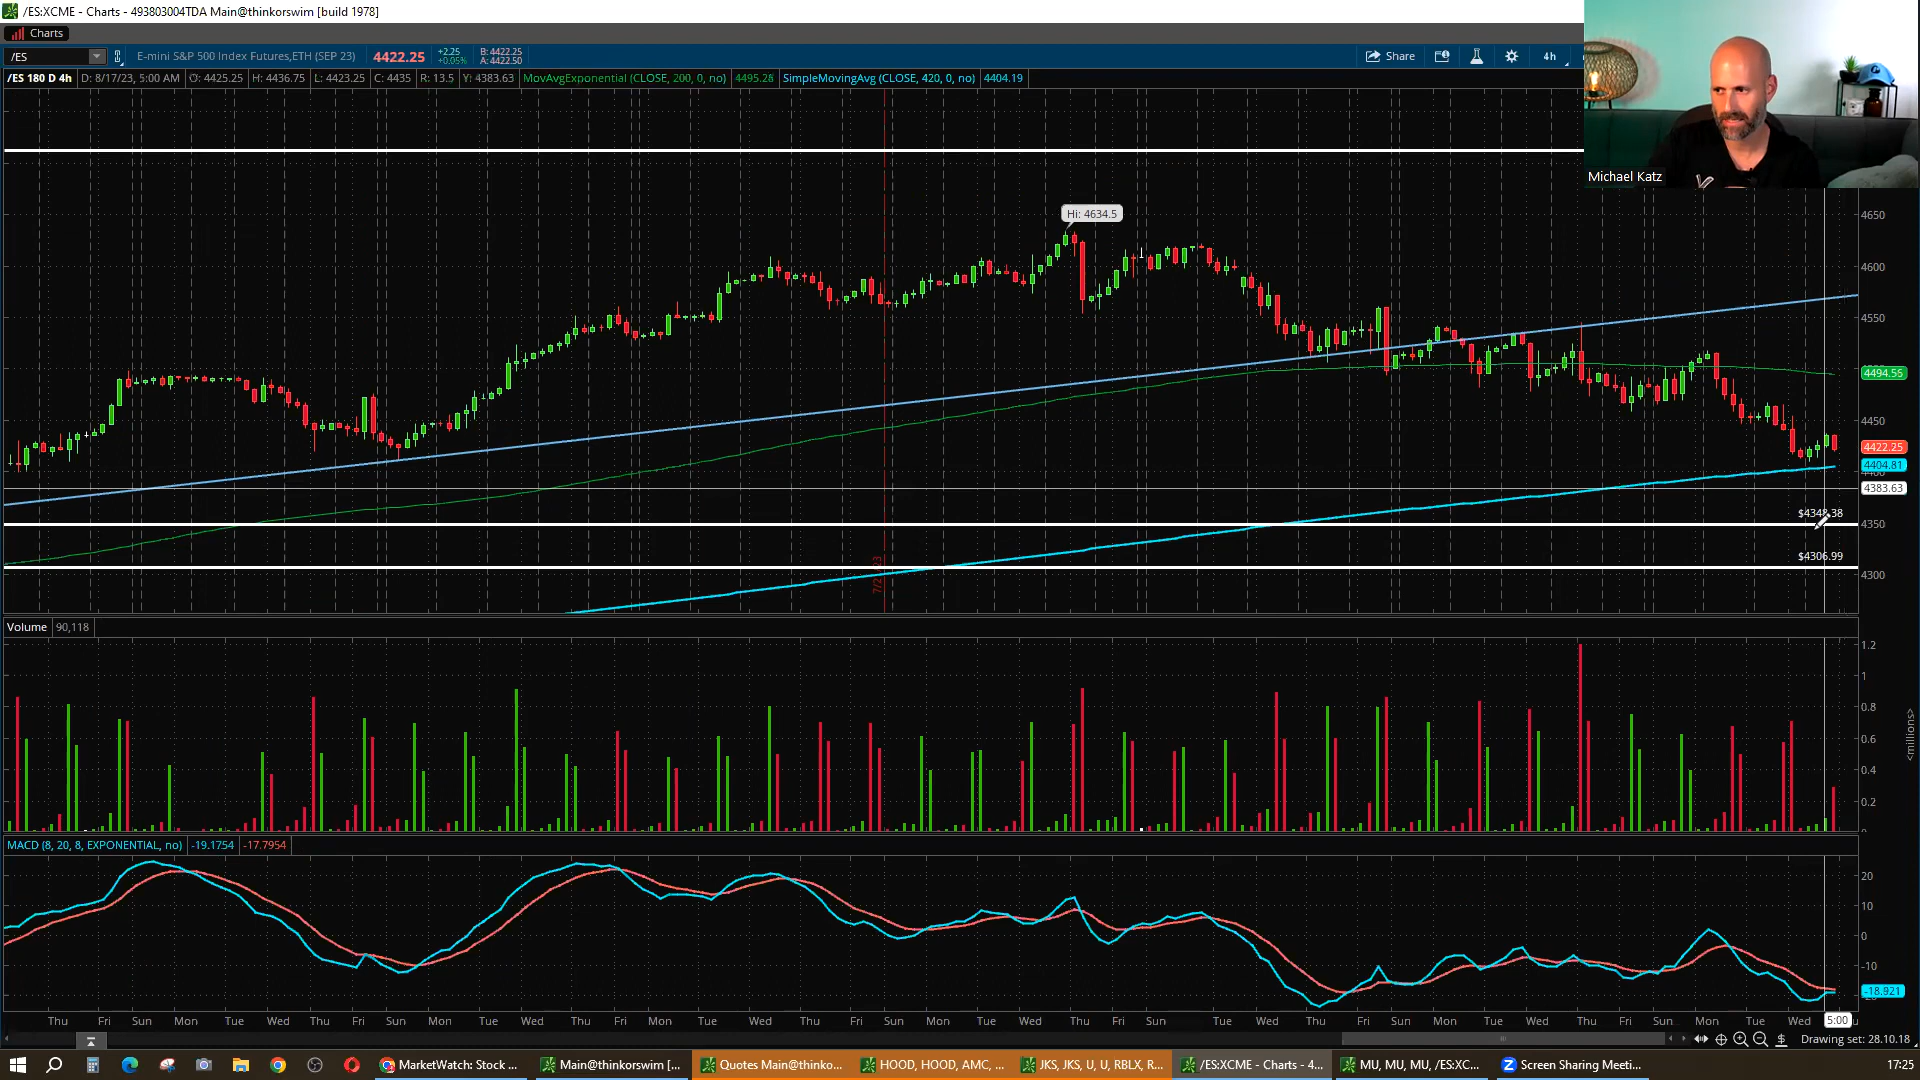 /ES:XCME - Charts - 493803004TDA Main@thinkorswim [build 1978]
Charts
/ES
E-mini S&P 500 Index Futures,ETH (SEP 23)
4422.25
+2.25
+0.05%
B: 4422.25
A: 4422.50
Share
4h
/ES 180 D 4h
D: 8/17/23, 5:00 AM
O: 4425.25
H: 4436.75
L: 4423.25
C: 4435
R: 13.5
Y: 4383.63
MovAvgExponential (CLOSE, 200, 0, no)
4495.28
SimpleMovingAvg (CLOSE, 420, 0, no)
4404.19
Michael Katz
Hi: 4634.5
4650
4600
4550
4494.55
4450
4422.25
4404.81
4383.63
$4348.38
4350
$4306.99
4300
Volume
90,118
1.2
1
0.8
0.6
0.4
0.2
<millions>
MACD (8, 20, 8, EXPONENTIAL, no)
-19.1754
-17.7954
20
10
0
-10
-18.921
Thu Fri Sun Mon Tue Wed Thu Fri Sun Mon Wed Thu Fri Mon Wed Thu Fri Sun Mon Tue Wed Thu Fri Sun Tue Wed Thu Fri Sun Mon Tue Thu Fri Sun Mon Tue Wed 5:00
Drawing set: 28.10.18
MarketWatch: Stock ...
Main@thinkorswim [...
Quotes Main@thinko...
HOOD, HOOD, AMC, ...
JKS, JKS, U, U, RBLX, R...
/ES:XCME - Charts - 4...
MU, MU, MU, /ES:XC...
Screen Sharing Meeti...
17:25